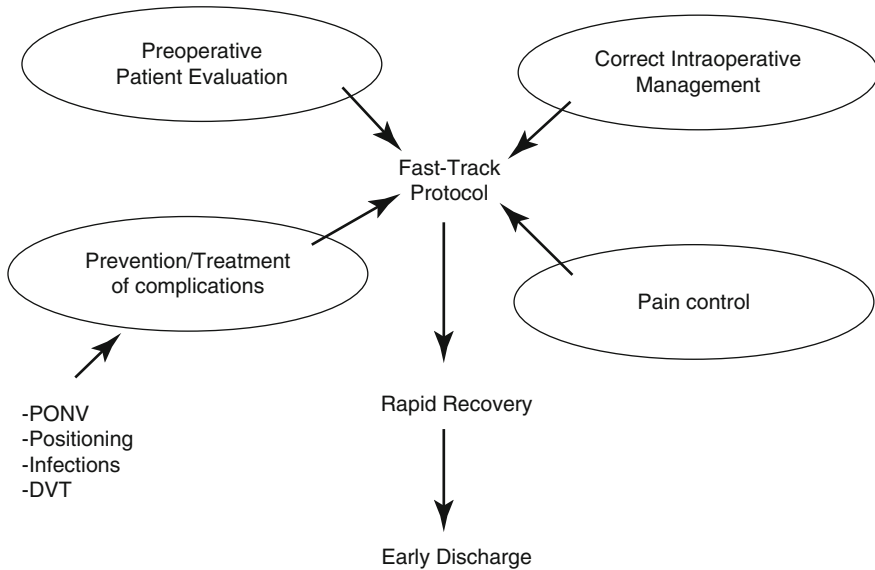 Preoperative
Patient Evaluation
Correct Intraoperative
Management
Fast-Track
Protocol
Prevention/Treatment
of complications
Pain control
-PONV
-Positioning
-Infections
-DVT
Rapid Recovery
Early Discharge